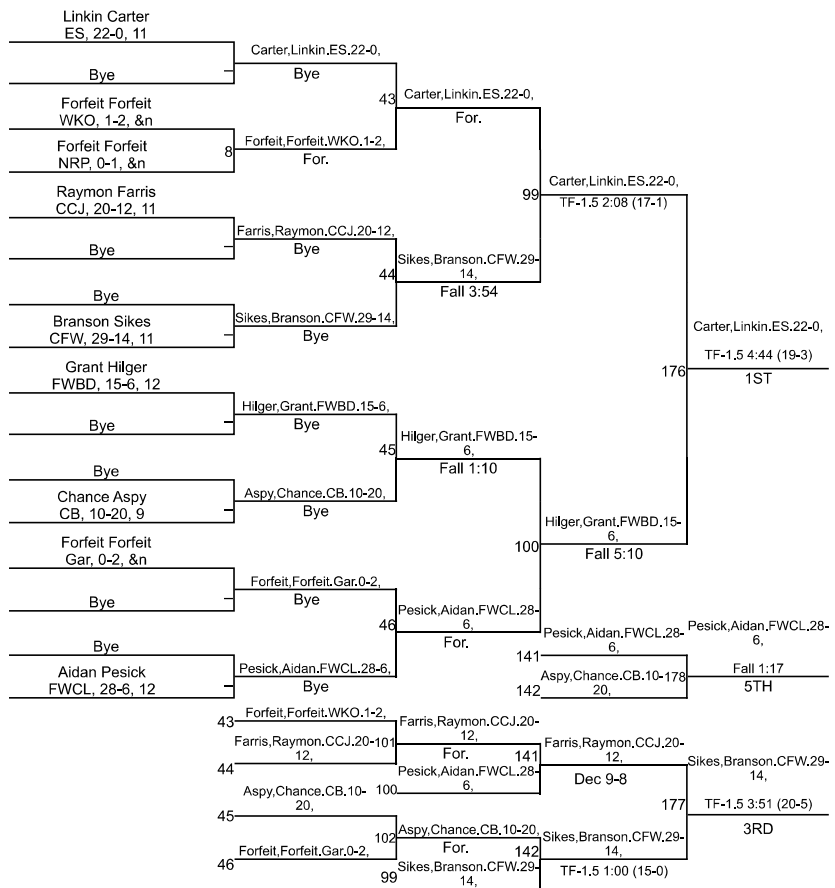 Linkin Carter
ES, 22-0, 11
Bye
Carter,Linkin.ES.22-0,
Bye
Forfeit Forfeit
WKO, 1-2, &n
Forfeit Forfeit
NRP, 0-1, &n
8
Forfeit,Forfeit.WKO.1-2,
For.
43
Carter,Linkin.ES.22-0,
For.
Raymon Farris
CCJ, 20-12, 11
Bye
Farris,Raymon.CCJ.20-12,
Bye
Bye
Branson Sikes
CFW, 29-14, 11
Sikes,Branson.CFW.29-14,
Bye
44
Sikes,Branson.CFW.29-
14,
Fall 3:54
99
Carter,Linkin.ES.22-0,
TF-1.5 2:08 (17-1)
Grant Hilger
FWBD, 15-6, 12
Bye
Hilger,Grant.FWBD.15-6,
Bye
Bye
Chance Aspy
CB, 10-20, 9
Aspy,Chance.CB.10-20,
Bye
45
Hilger,Grant.FWBD.15-
6,
Fall 1:10
Forfeit Forfeit
Gar, 0-2, &n
Bye
Forfeit,Forfeit.Gar.0-2,
Bye
Bye
Aidan Pesick
FWCL, 28-6, 12
Pesick,Aidan.FWCL.28-6,
Bye
46
Pesick,Aidan.FWCL.28-
6,
For.
100
Hilger,Grant.FWBD.15-
6,
Fall 5:10
176
Carter,Linkin.ES.22-0,
TF-1.5 4:44 (19-3)
1ST
141
Pesick,Aidan.FWCL.28-
6,
142
Aspy,Chance.CB.10-
20,
178
Pesick,Aidan.FWCL.28-
6,
Fall 1:17
5TH
43
Forfeit,Forfeit.WKO.1-2,
44
Farris,Raymon.CCJ.20-
12,
101
Farris,Raymon.CCJ.20-
12,
For.
100
Pesick,Aidan.FWCL.28-
6,
141
Farris,Raymon.CCJ.20-
12,
Dec 9-8
45
Aspy,Chance.CB.10-
20,
46
Forfeit,Forfeit.Gar.0-2,
102
Aspy,Chance.CB.10-20,
For.
99
Sikes,Branson.CFW.29-
14,
142
Sikes,Branson.CFW.29-
14,
TF-1.5 1:00 (15-0)
177
Sikes,Branson.CFW.29-
14,
TF-1.5 3:51 (20-5)
3RD